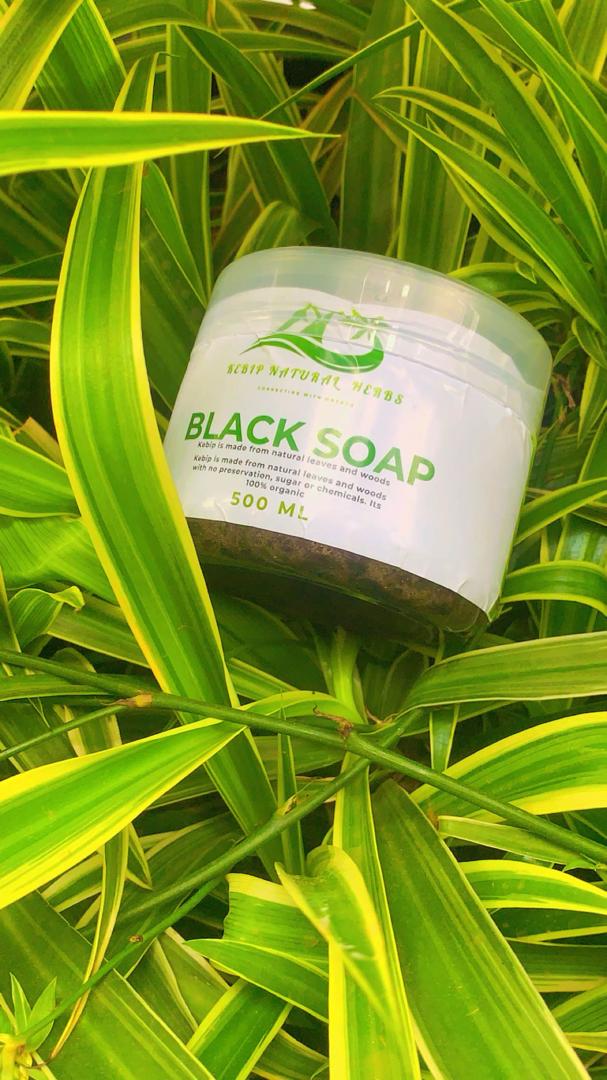 KEBIP NATURAL HERBS
CONNECTING WITH NATURE
BLACK SOAP
Kebip is made from natural leaves and woods
Kebip is made from natural leaves and woods
with no preservation, sugar or chemicals. Its
100% organic
500 ML